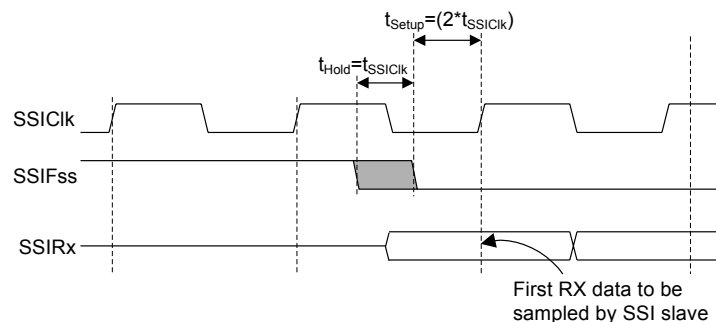 tSetup=(2*tSSIClk)
tHold=tSSIClk
SSIClk
SSIFss
SSIRx
First RX data to be
sampled by SSI slave